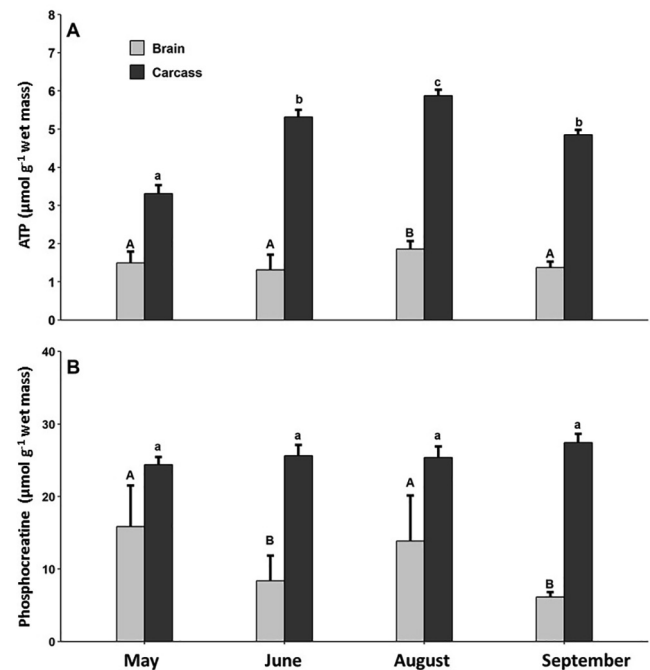 A
Brain
Carcass
ATP (μmol g-1 wet mass)
8
7
6
5
4
3
2
1
0
A a
A b
B c
A b
B
Phosphocreatine (μmol g-1 wet mass)
40
30
20
10
0
A a
B a
A a
B a
May June August September